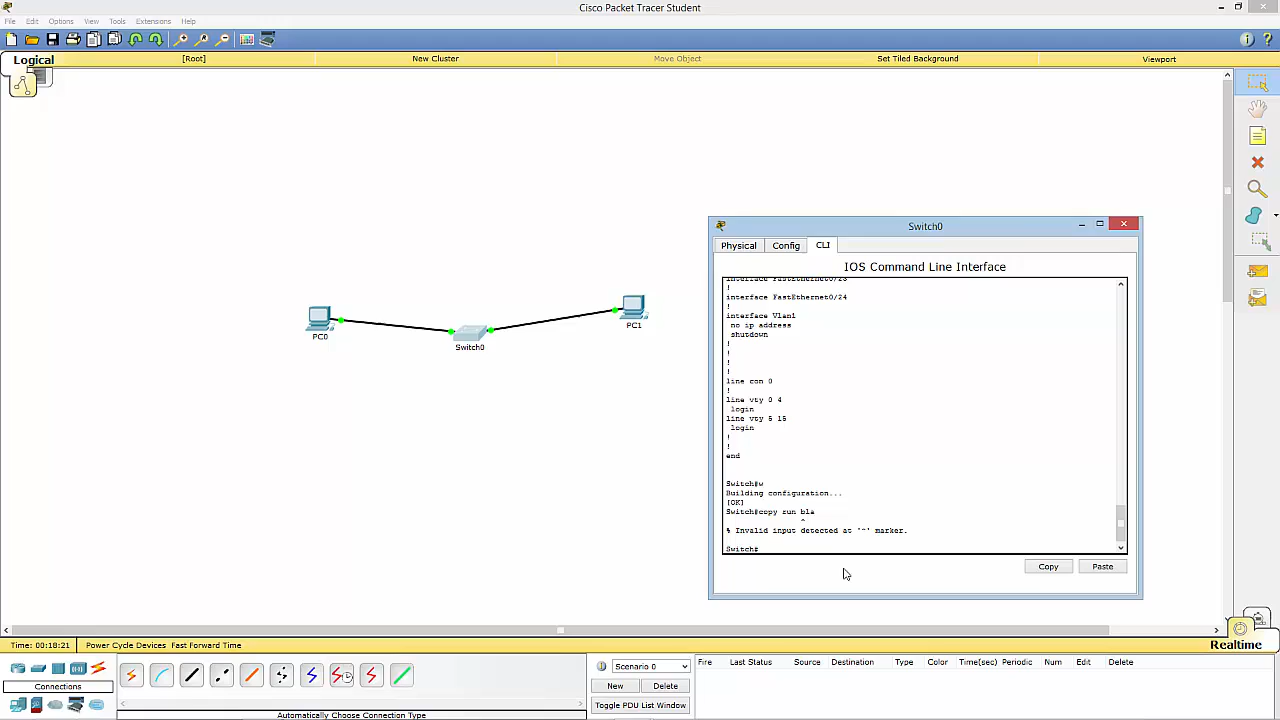 Cisco Packet Tracer Student
File Edit Options View Tools Extensions Help
Logical [Root] New Cluster Move Object Set Tiled Background Viewport
PC0
Switch0
PC1
Switch0
Physical Config CLI
IOS Command Line Interface
interface FastEthernet0/23
!
interface FastEthernet0/24
!
interface Vlan1
no ip address
shutdown
!
!
!
!
line con 0
!
line vty 0 4
login
line vty 5 15
login
!
!
end
Switch#w
Building configuration...
[OK]
Switch#copy run bla
^
% Invalid input detected at '^' marker.
Switch#
Copy Paste
Time: 00:18:21 Power Cycle Devices Fast Forward Time Realtime
Connections
Automatically Choose Connection Type
Scenario 0
New Delete
Toggle PDU List Window
Fire Last Status Source Destination Type Color Time(sec) Periodic Num Edit Delete